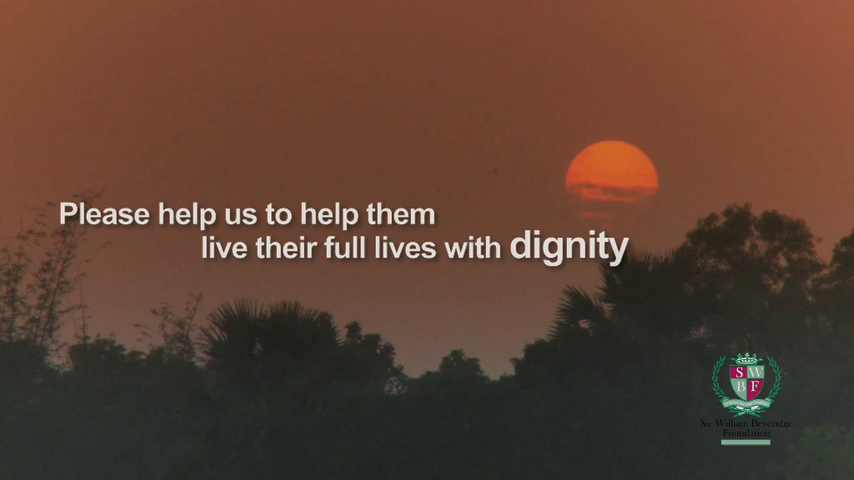 Please help us to help them
live their full lives with dignity
S W
B F
Sir William Beveridge
Foundation